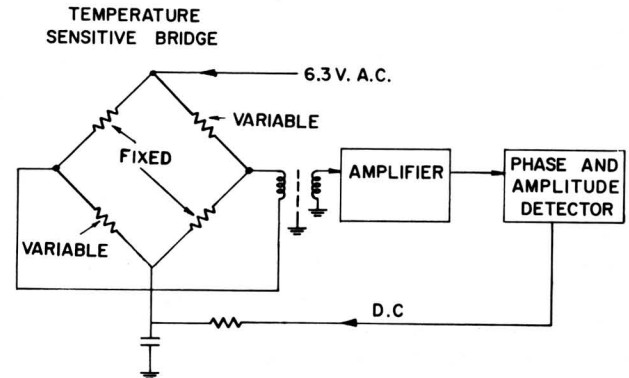 TEMPERATURE
SENSITIVE BRIDGE
6.3 V. A.C.
VARIABLE
FIXED
VARIABLE
AMPLIFIER
PHASE AND
AMPLITUDE
DETECTOR
D.C